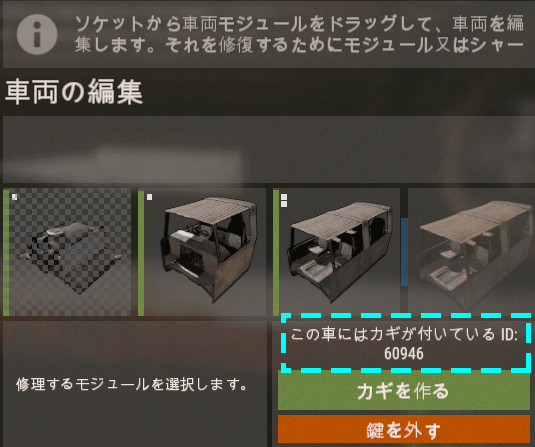 ソケットから車両モジュールをドラッグして、車両を編
集します。それを修復するためにモジュール又はシャー
車両の編集
この車にはカギが付いている ID:
60946
修理するモジュールを選択します。
カギを作る
鍵を外す